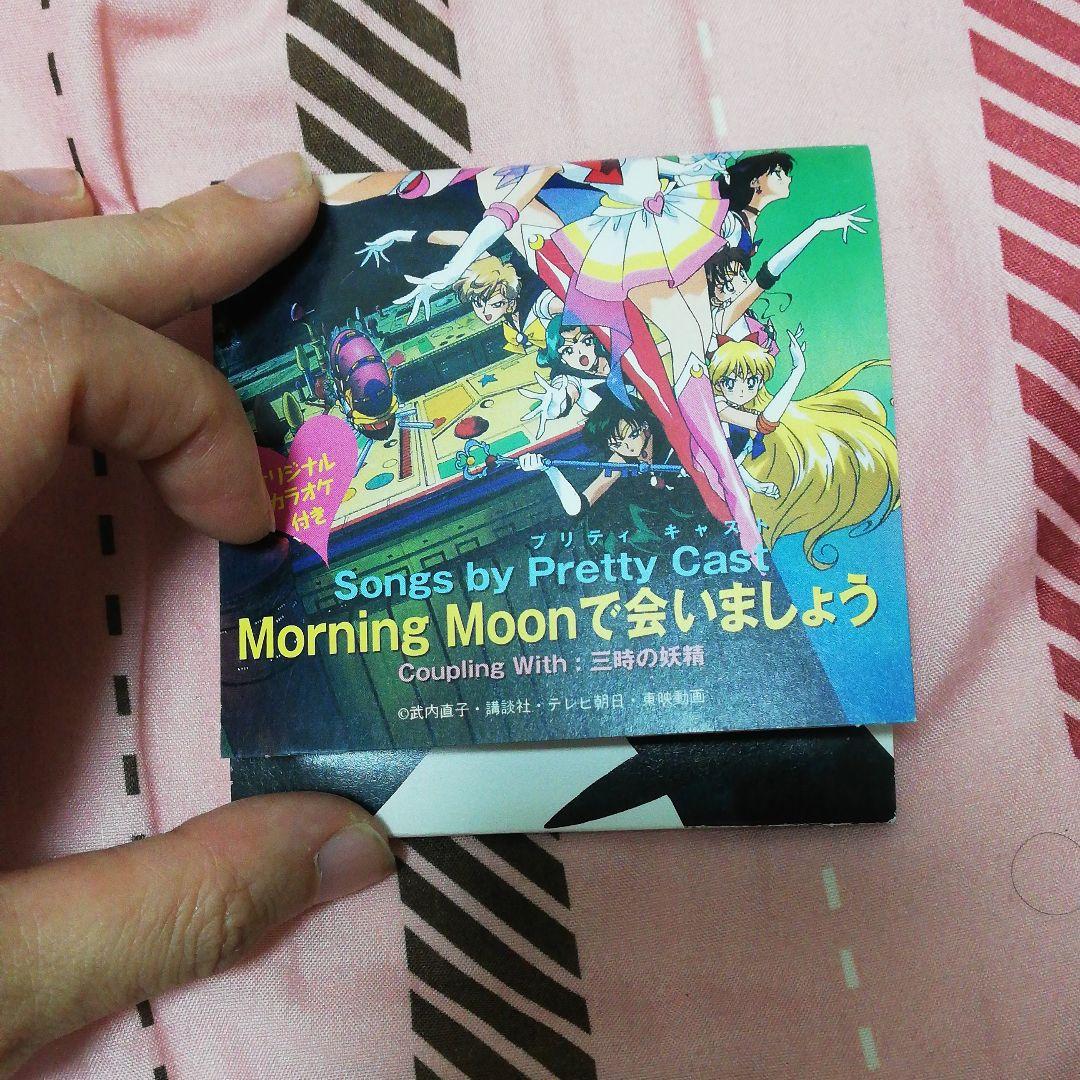 オリジナル
カラオケ
付き
プリティ キャスト
Songs by Pretty Cast
Morning Moonで会いましょう
Coupling With : 三時の妖精
©武内直子・講談社・テレビ朝日・東映動画